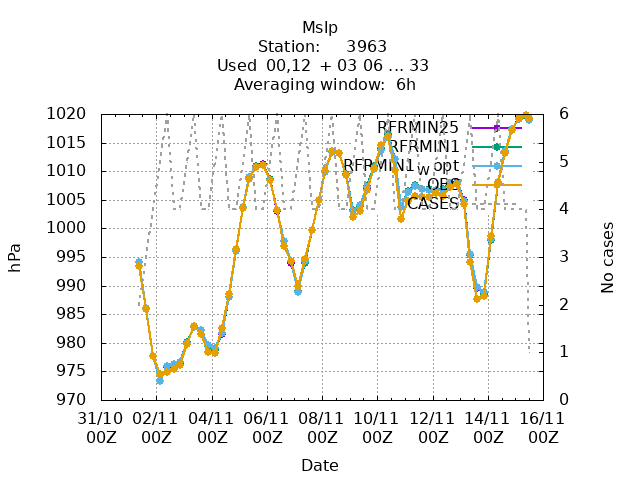 Mslp
Station: 3963
Used 00,12 + 03 06 ... 33
Averaging window: 6h
1020
1015
1010
1005
1000
995
990
985
980
975
970
hPa
6
5
4
3
2
1
0
No cases
RFRMIN25
RFRMIN1
RFRMIN1_w_opt
OBS
CASES
31/10 02/11 04/11 06/11 08/11 10/11 12/11 14/11 16/11
00Z 00Z 00Z 00Z 00Z 00Z 00Z 00Z 00Z
Date